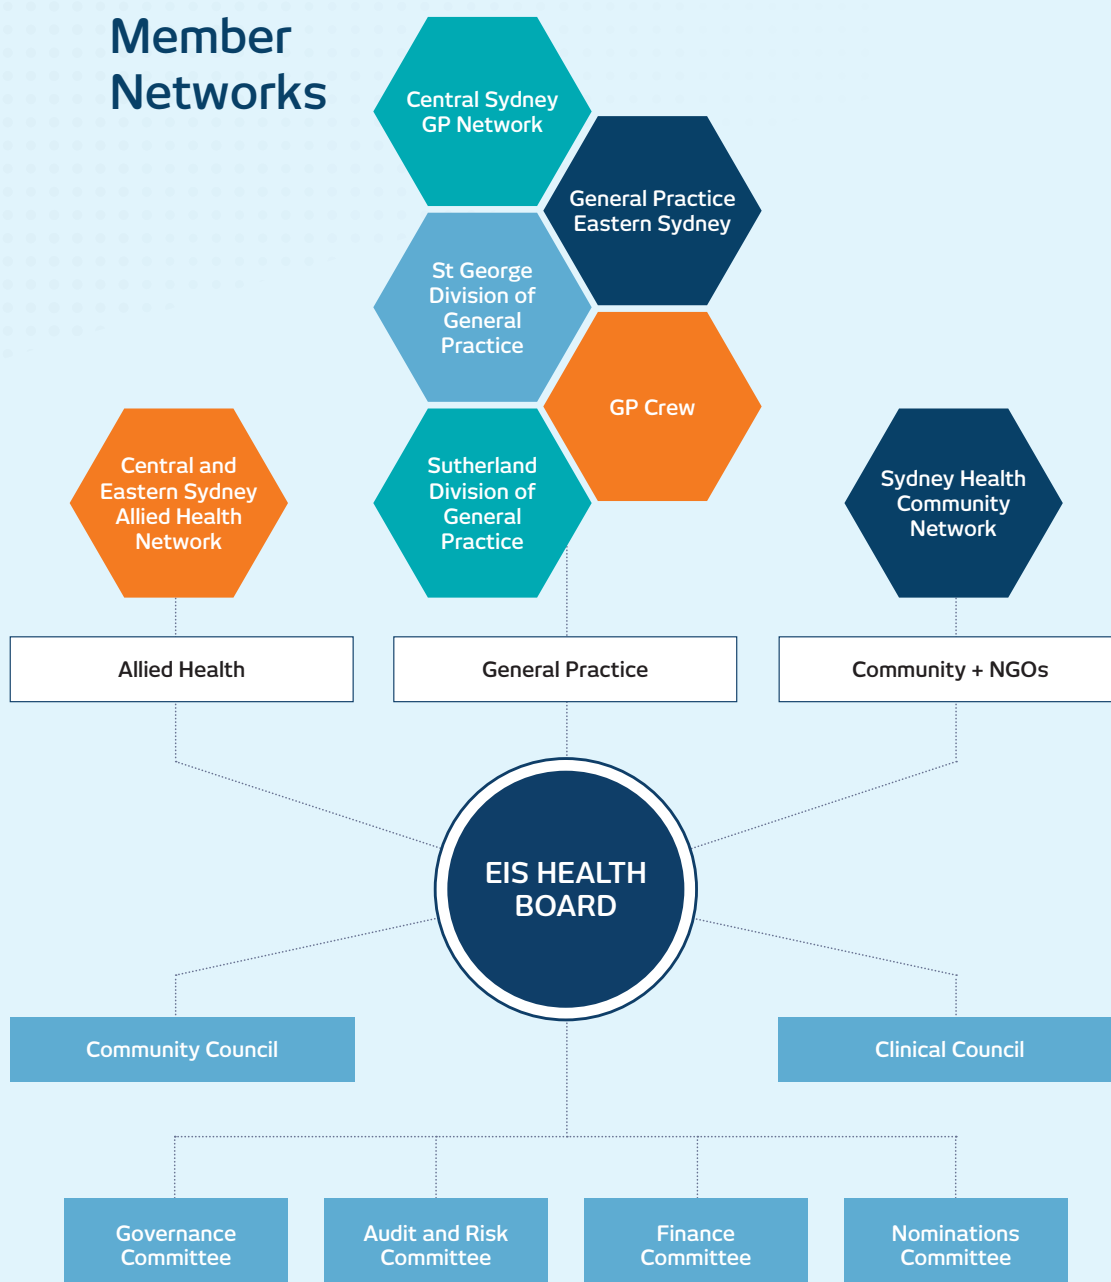 Member
Networks
Central Sydney
GP Network
General Practice
Eastern Sydney
St George
Division of
General
Practice
GP Crew
Central and
Eastern Sydney
Allied Health
Network
Sutherland
Division of
General
Practice
Sydney Health
Community
Network
Allied Health
General Practice
Community + NGOs
EIS HEALTH
BOARD
Community Council
Clinical Council
Governance
Committee
Audit and Risk
Committee
Finance
Committee
Nominations
Committee